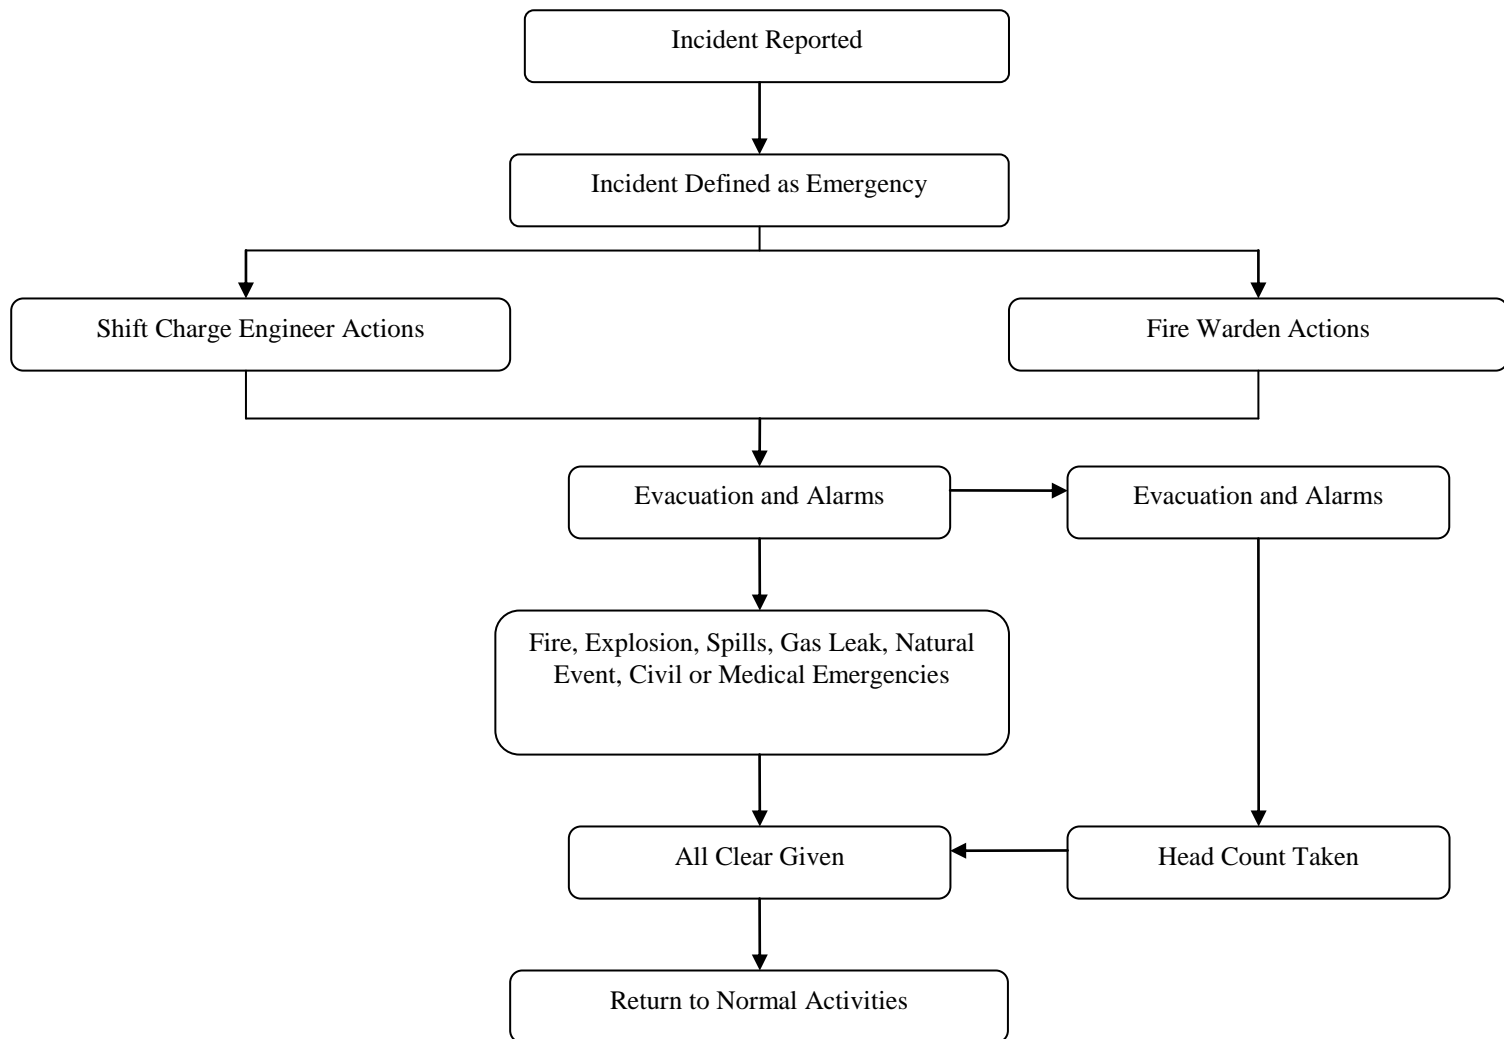 Incident Reported
Incident Defined as Emergency
Shift Charge Engineer Actions
Fire Warden Actions
Evacuation and Alarms
Evacuation and Alarms
Fire, Explosion, Spills, Gas Leak, Natural
Event, Civil or Medical Emergencies
All Clear Given
Head Count Taken
Return to Normal Activities